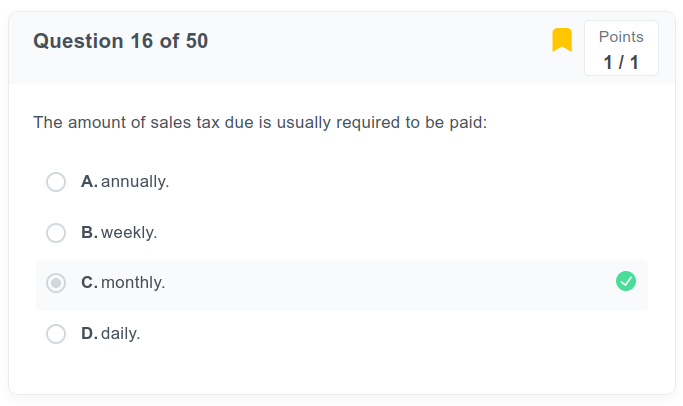 Question 16 of 50
Points
1 / 1
The amount of sales tax due is usually required to be paid:
A. annually.
B. weekly.
C. monthly.
D. daily.